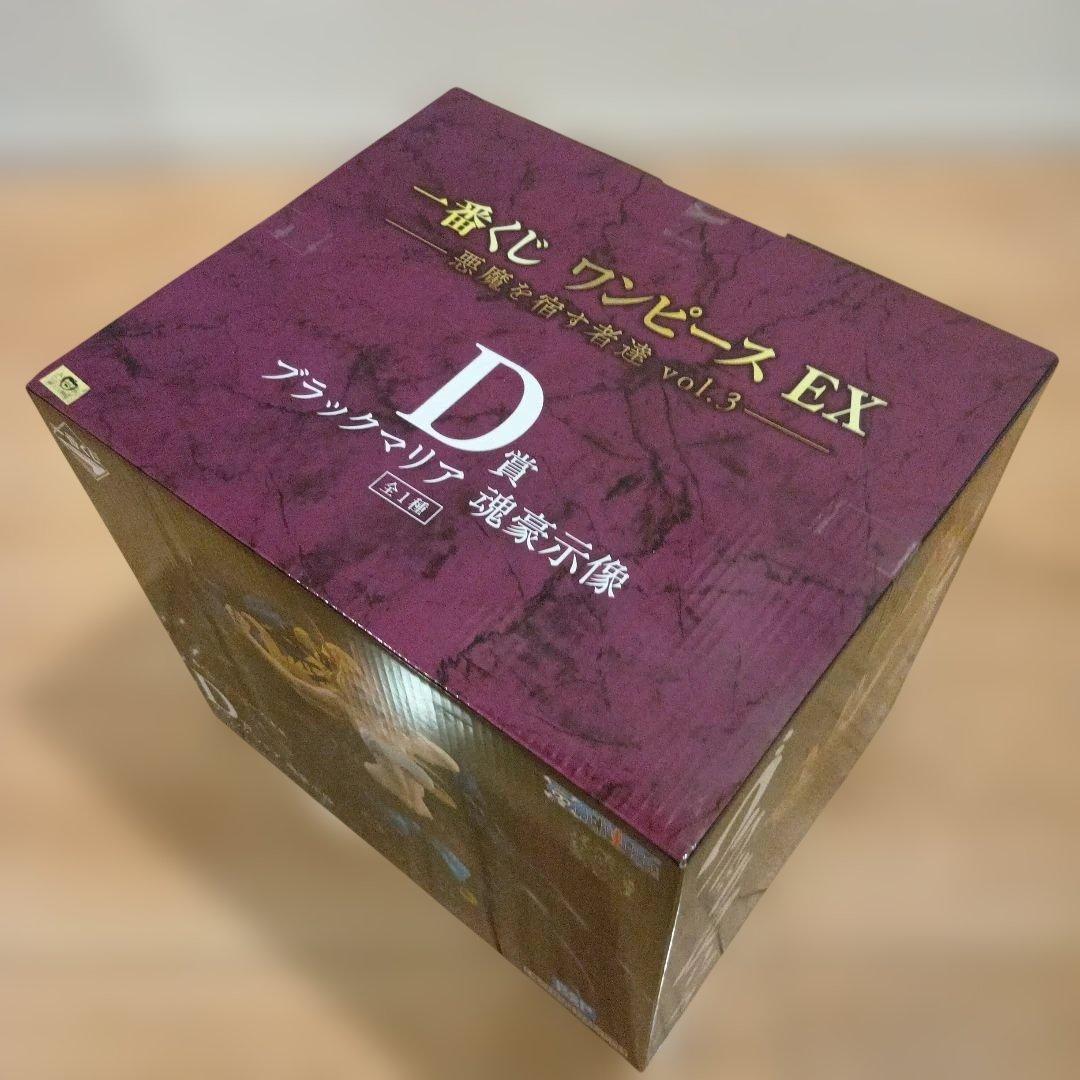 一番くじ ワンピース EX
悪魔を宿す者達 vol.3
D賞
ブラックマリア 魂豪示像
全1種
D